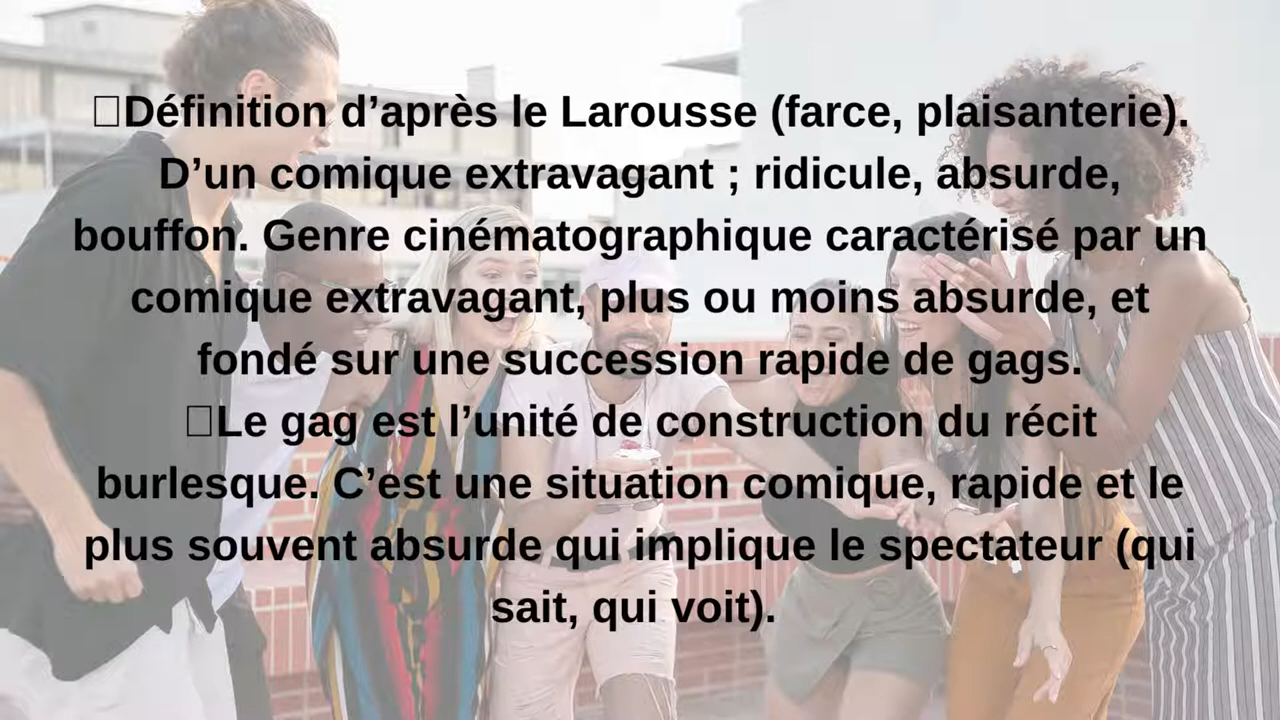 □Définition d’après le Larousse (farce, plaisanterie).
D’un comique extravagant ; ridicule, absurde,
bouffon. Genre cinématographique caractérisé par un
comique extravagant, plus ou moins absurde, et
fondé sur une succession rapide de gags.
□Le gag est l’unité de construction du récit
burlesque. C’est une situation comique, rapide et le
plus souvent absurde qui implique le spectateur (qui
sait, qui voit).